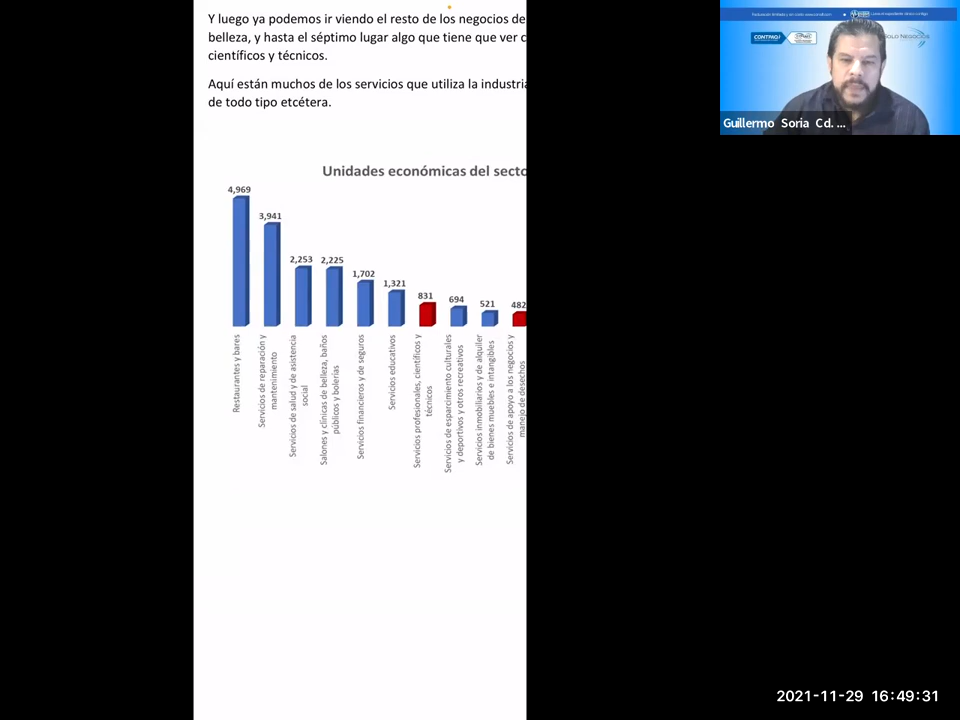 Y luego ya podemos ir viendo el resto de los negocios de
belleza, y hasta el séptimo lugar algo que tiene que ver
científicos y técnicos.
Aquí están muchos de los servicios que utiliza la industria
de todo tipo etcétera.
Unidades económicas del secto
4,969
3,941
2,253
2,225
1,702
1,321
831
694
521
482
Restaurantes y bares
Servicios de reparación y
mantenimiento
Servicios de salud y de asistencia
social
Salones y clínicas de belleza, baños
públicos y bolerías
Servicios financieros y de seguros
Servicios educativos
Servicios profesionales, científicos y
técnicos
Servicios de esparcimiento culturales
y deportivos y otros recreativos
Servicios inmobiliarios y de alquiler
de bienes muebles e intangibles
Servicios de apoyo a los negocios y
manejo de desechos
CONTPAQi
NEGOCIOS
Guillermo Soria Cd. ...
2021-11-29 16:49:31